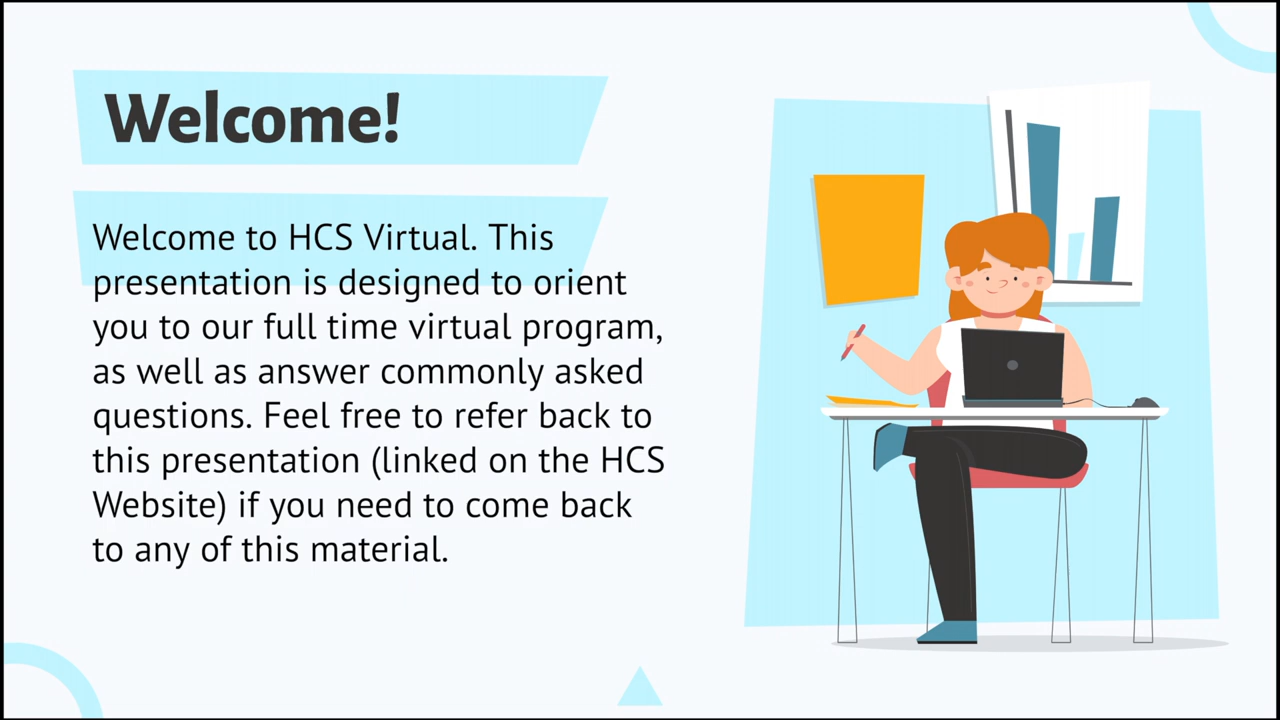 Welcome!
Welcome to HCS Virtual. This
presentation is designed to orient
you to our full time virtual program,
as well as answer commonly asked
questions. Feel free to refer back to
this presentation (linked on the HCS
Website) if you need to come back
to any of this material.